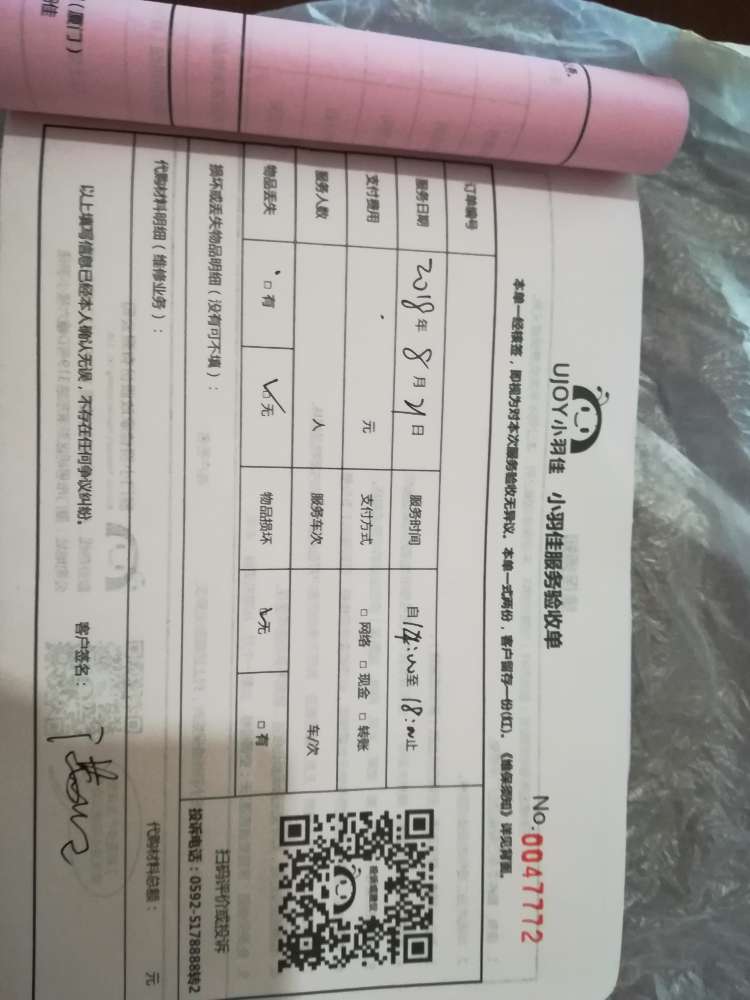 (厦门)
UJOY小羽佳 小羽佳服务验收单
No.0047772
本单一经核签，即视为对本次服务验收无异议。本单一式两份，客户留存一份(红)。《维保须知》详见背面。
订单编号
服务日期 2018年8月21日 服务时间 自14:00至18:00止
支付费用 元 支付方式 □网络 □现金 □转账
服务人数 人 服务车次 车/次
物品丢失 □有 □无 物品损坏 □无 □有
损坏或丢失物品明细（没有可不填）：
扫码评价或投诉
投诉电话：0592-5178888转2
代购材料明细（维修业务）：
代购材料总额： 元
以上填写信息已经本人确认无误，不存在任何争议纠纷。 客户签名：